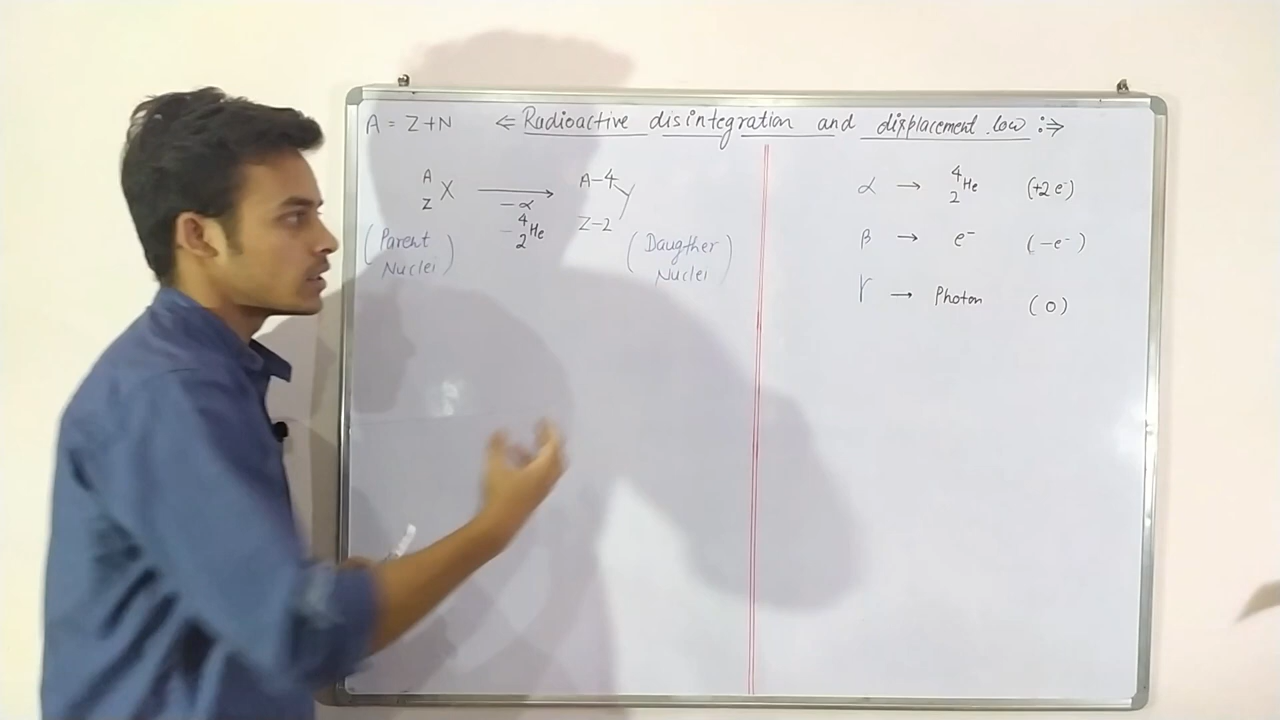 A = Z+N ⇐ Radioactive disintegration and displacement law :⇒
A
Z X ⟶ A-4
Z-2 Y
-α
- 4
2 He
(Parent Nuclei)
(Daugther Nuclei)
α → 4
2 He (+2e⁻)
β → e⁻ (-e⁻)
γ → Photon (0)